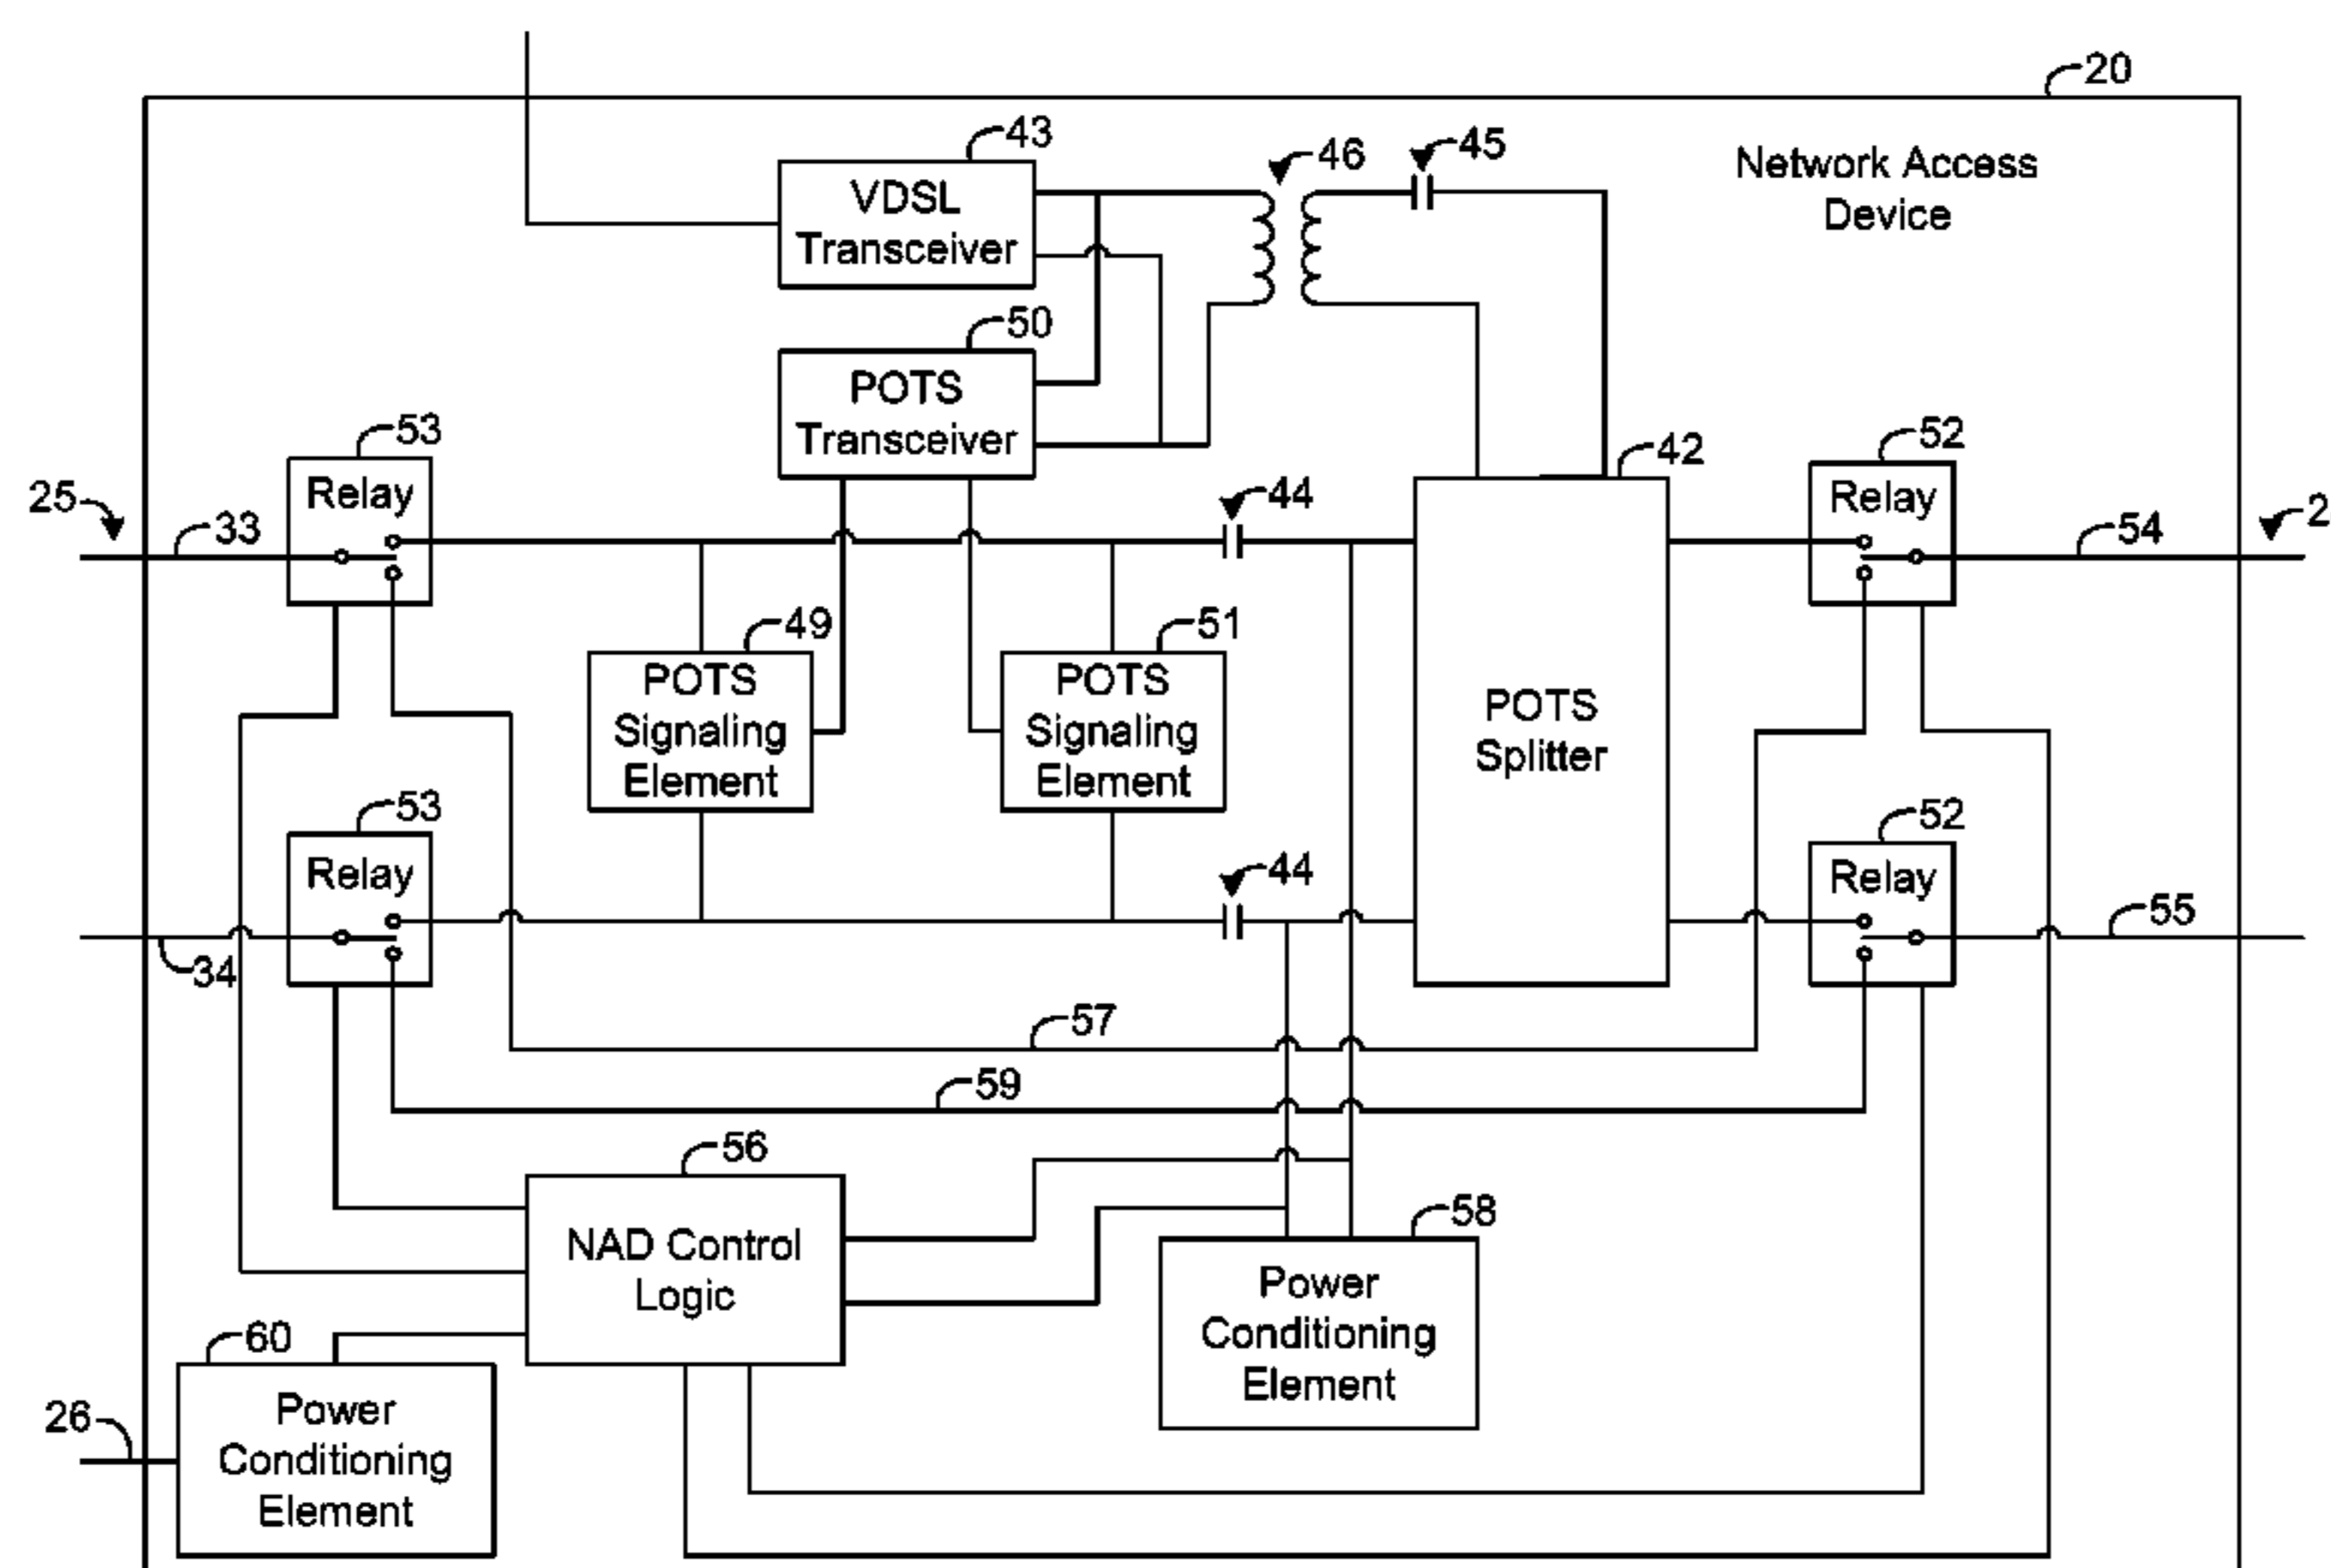 20
43
46
45
Network Access
Device
VDSL
Transceiver
50
POTS
Transceiver
53
Relay
25
33
44
42
52
Relay
54
2
49
POTS
Signaling
Element
51
POTS
Signaling
Element
POTS
Splitter
53
Relay
34
44
52
Relay
55
57
59
56
NAD Control
Logic
58
Power
Conditioning
Element
60
Power
Conditioning
Element
26